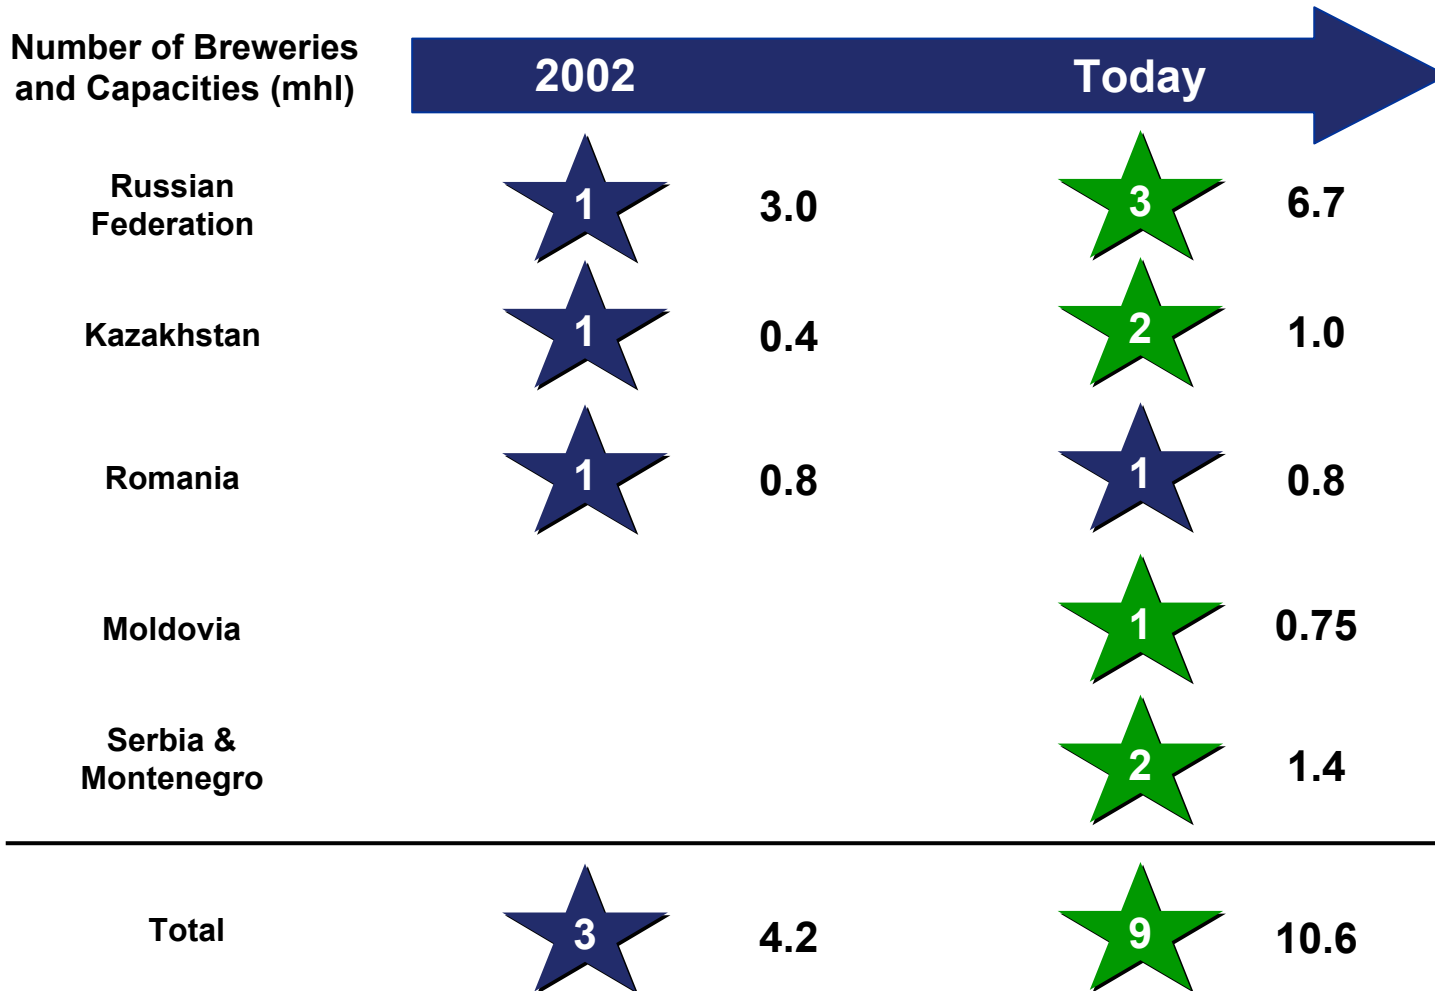 Number of Breweries
and Capacities (mhl)
2002 Today
Russian
Federation
1 3.0 3 6.7
Kazakhstan 1 0.4 2 1.0
Romania 1 0.8 1 0.8
Moldovia 1 0.75
Serbia &
Montenegro
2 1.4
Total 3 4.2 9 10.6